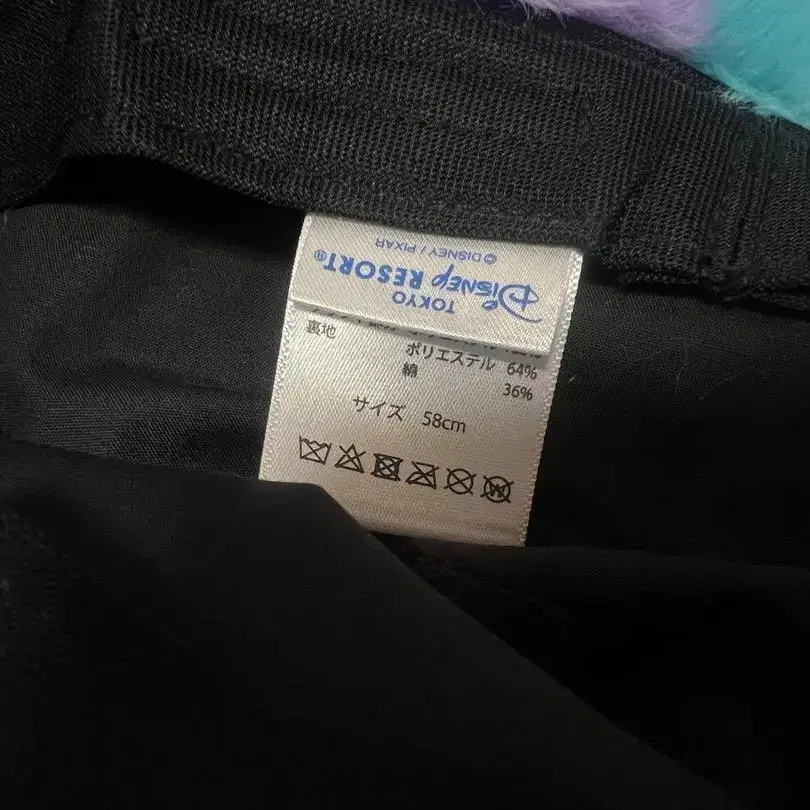 TOKYO
Disney RESORT®
© DISNEY / PIXAR
裏地
ポリエステル 64%
綿 36%
サイズ 58cm